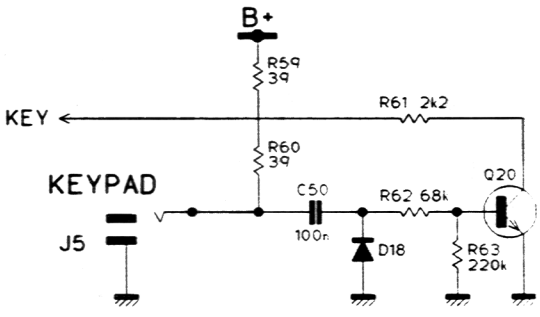 B+
R59
39
KEY
R61 2k2
R60
39
Q20
KEYPAD
C50
R62 68k
J5
100n
D18
R63
220k